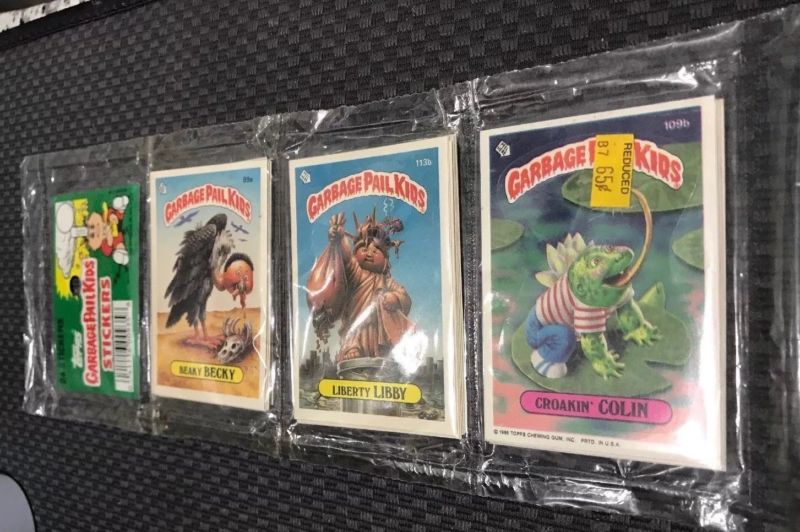 Topps
GARBAGE PAIL KIDS
STICKERS
89a
GARBAGE PAIL KIDS
BEAKY BECKY
113b
GARBAGE PAIL KIDS
LIBERTY LIBBY
109b
GARBAGE PAIL KIDS
REDUCED
B7 65¢
CROAKIN' COLIN
© 1986 TOPPS CHEWING GUM, INC. PRTD. IN U.S.A.